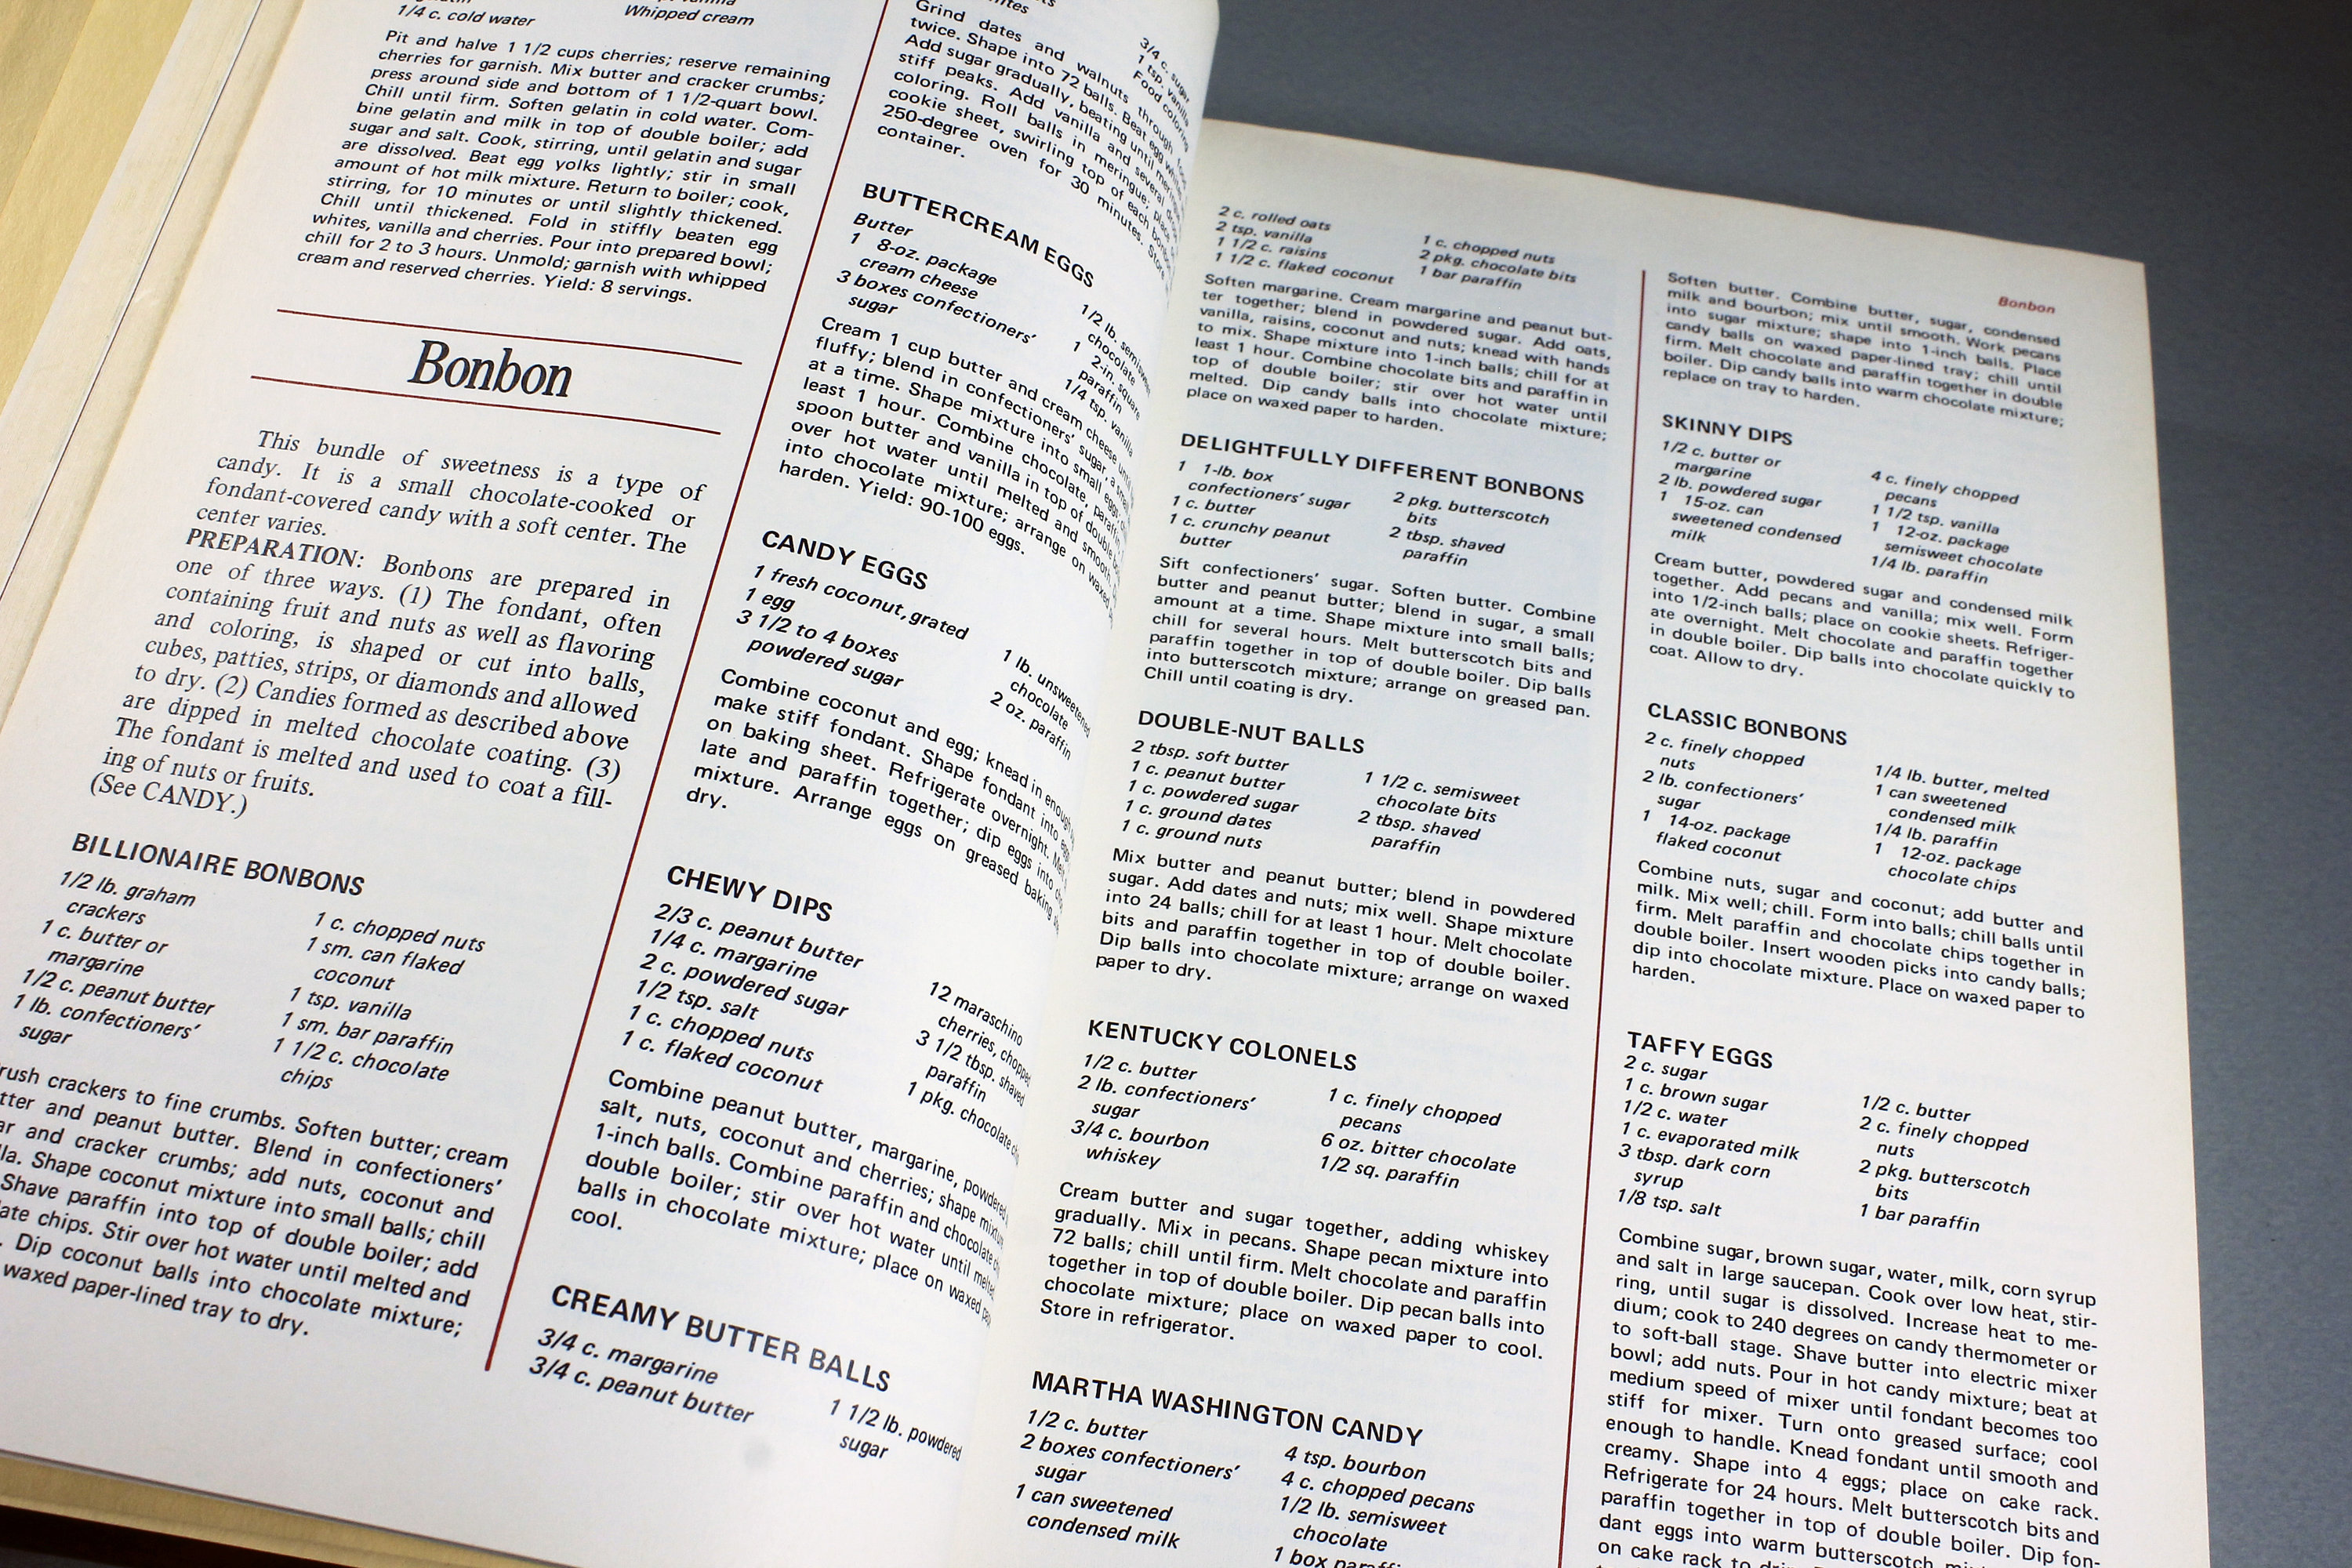 1/4 c. cold water
Whipped cream
Pit and halve 1 1/2 cups cherries; reserve remaining
cherries for garnish. Mix butter and cracker crumbs;
press around side and bottom of 1 1/2-quart bowl.
Chill until firm. Soften gelatin in cold water. Com-
bine gelatin and milk in top of double boiler; add
sugar and salt. Cook, stirring, until gelatin and sugar
are dissolved. Beat egg yolks lightly; stir in small
amount of hot milk mixture. Return to boiler; cook,
stirring, for 10 minutes or until slightly thickened.
Chill until thickened. Fold in stiffly beaten egg
whites, vanilla and cherries. Pour into prepared bowl;
chill for 2 to 3 hours. Unmold; garnish with whipped
cream and reserved cherries. Yield: 8 servings.
Bonbon
This bundle of sweetness is a type of
candy. It is a small chocolate-cooked or
fondant-covered candy with a soft center. The
center varies.
PREPARATION: Bonbons are prepared in
one of three ways. (1) The fondant, often
containing fruit and nuts as well as flavoring
and coloring, is shaped or cut into balls,
cubes, patties, strips, or diamonds and allowed
to dry. (2) Candies formed as described above
are dipped in melted chocolate coating. (3)
The fondant is melted and used to coat a fill-
ing of nuts or fruits.
(See CANDY.)
BILLIONAIRE BONBONS
1/2 lb. graham
crackers
1 c. butter or
margarine
1/2 c. peanut butter
1 lb. confectioners'
sugar
1 c. chopped nuts
1 sm. can flaked
coconut
1 tsp. vanilla
1 sm. bar paraffin
1 1/2 c. chocolate
chips
crackers to fine crumbs. Soften butter; cream
and peanut butter. Blend in confectioners'
and cracker crumbs; add nuts, coconut and
Shape coconut mixture into small balls; chill
Shave paraffin into top of double boiler; add
chips. Stir over hot water until melted and
Dip coconut balls into chocolate mixture;
waxed paper-lined tray to dry.
Grind dates and walnuts through food
twice. Shape into 72 balls. Beat egg whites
Add sugar gradually, beating until meringue
stiff peaks. Add vanilla and several drops
coloring. Roll balls in meringue; place
cookie sheet, swirling top of each bonbon
250-degree oven for 30 minutes. Store
container.
3/4 c. sugar
1 tsp. vanilla
Food coloring
BUTTERCREAM EGGS
Butter
1 8-oz. package
cream cheese
3 boxes confectioners'
sugar
1/2 lb. semisweet
chocolate
1 2-in. square
paraffin
1/4 tsp. vanilla
Cream 1 cup butter and cream cheese until
fluffy; blend in confectioners' sugar, a small
at a time. Shape mixture into small eggs;
least 1 hour. Combine chocolate, paraffin,
spoon butter and vanilla in top of double
over hot water until melted and smooth.
into chocolate mixture; arrange on waxed
harden. Yield: 90-100 eggs.
CANDY EGGS
1 fresh coconut, grated
1 egg
3 1/2 to 4 boxes
powdered sugar
1 lb. unsweetened
chocolate
2 oz. paraffin
Combine coconut and egg; knead in enough
make stiff fondant. Shape fondant into eggs
on baking sheet. Refrigerate overnight. Melt
late and paraffin together; dip eggs into
mixture. Arrange eggs on greased baking
dry.
CHEWY DIPS
2/3 c. peanut butter
1/4 c. margarine
2 c. powdered sugar
1/2 tsp. salt
1 c. chopped nuts
1 c. flaked coconut
12 maraschino
cherries, chopped
3 1/2 tbsp. shaved
paraffin
1 pkg. chocolate
Combine peanut butter, margarine, powdered
salt, nuts, coconut and cherries; shape mixture
1-inch balls. Combine paraffin and chocolate
double boiler; stir over hot water until melted
balls in chocolate mixture; place on waxed
cool.
CREAMY BUTTER BALLS
3/4 c. margarine
3/4 c. peanut butter
1 1/2 lb. powdered
sugar
2 c. rolled oats
2 tsp. vanilla
1 1/2 c. raisins
1 1/2 c. flaked coconut
1 c. chopped nuts
2 pkg. chocolate bits
1 bar paraffin
Soften margarine. Cream margarine and peanut but-
ter together; blend in powdered sugar. Add oats,
vanilla, raisins, coconut and nuts; knead with hands
to mix. Shape mixture into 1-inch balls; chill for at
least 1 hour. Combine chocolate bits and paraffin in
top of double boiler; stir over hot water until
melted. Dip candy balls into chocolate mixture;
place on waxed paper to harden.
DELIGHTFULLY DIFFERENT BONBONS
1 1-lb. box
confectioners' sugar
1 c. butter
1 c. crunchy peanut
butter
2 pkg. butterscotch
bits
2 tbsp. shaved
paraffin
Sift confectioners' sugar. Soften butter. Combine
butter and peanut butter; blend in sugar, a small
amount at a time. Shape mixture into small balls;
chill for several hours. Melt butterscotch bits and
paraffin together in top of double boiler. Dip balls
into butterscotch mixture; arrange on greased pan.
Chill until coating is dry.
DOUBLE-NUT BALLS
2 tbsp. soft butter
1 c. peanut butter
1 c. powdered sugar
1 c. ground dates
1 c. ground nuts
1 1/2 c. semisweet
chocolate bits
2 tbsp. shaved
paraffin
Mix butter and peanut butter; blend in powdered
sugar. Add dates and nuts; mix well. Shape mixture
into 24 balls; chill for at least 1 hour. Melt chocolate
bits and paraffin together in top of double boiler.
Dip balls into chocolate mixture; arrange on waxed
paper to dry.
KENTUCKY COLONELS
1/2 c. butter
2 lb. confectioners'
sugar
3/4 c. bourbon
whiskey
1 c. finely chopped
pecans
6 oz. bitter chocolate
1/2 sq. paraffin
Cream butter and sugar together, adding whiskey
gradually. Mix in pecans. Shape pecan mixture into
72 balls; chill until firm. Melt chocolate and paraffin
together in top of double boiler. Dip pecan balls into
chocolate mixture; place on waxed paper to cool.
Store in refrigerator.
MARTHA WASHINGTON CANDY
1/2 c. butter
2 boxes confectioners'
sugar
1 can sweetened
condensed milk
4 tsp. bourbon
4 c. chopped pecans
1/2 lb. semisweet
chocolate
1 box
Bonbon
Soften butter. Combine butter, sugar, condensed
milk and bourbon; mix until smooth. Work pecans
into sugar mixture; shape into 1-inch balls. Place
candy balls on waxed paper-lined tray; chill until
firm. Melt chocolate and paraffin together in double
boiler. Dip candy balls into warm chocolate mixture;
replace on tray to harden.
SKINNY DIPS
1/2 c. butter or
margarine
2 lb. powdered sugar
1 15-oz. can
sweetened condensed
milk
4 c. finely chopped
pecans
1 1/2 tsp. vanilla
1 12-oz. package
semisweet chocolate
1/4 lb. paraffin
Cream butter, powdered sugar and condensed milk
together. Add pecans and vanilla; mix well. Form
into 1/2-inch balls; place on cookie sheets. Refriger-
ate overnight. Melt chocolate and paraffin together
in double boiler. Dip balls into chocolate quickly to
coat. Allow to dry.
CLASSIC BONBONS
2 c. finely chopped
nuts
2 lb. confectioners'
sugar
1 14-oz. package
flaked coconut
1/4 lb. butter, melted
1 can sweetened
condensed milk
1/4 lb. paraffin
1 12-oz. package
chocolate chips
Combine nuts, sugar and coconut; add butter and
milk. Mix well; chill. Form into balls; chill balls until
firm. Melt paraffin and chocolate chips together in
double boiler. Insert wooden picks into candy balls;
dip into chocolate mixture. Place on waxed paper to
harden.
TAFFY EGGS
2 c. sugar
1 c. brown sugar
1/2 c. water
1 c. evaporated milk
3 tbsp. dark corn
syrup
1/8 tsp. salt
1/2 c. butter
2 c. finely chopped
nuts
2 pkg. butterscotch
bits
1 bar paraffin
Combine sugar, brown sugar, water, milk, corn syrup
and salt in large saucepan. Cook over low heat, stir-
ring, until sugar is dissolved. Increase heat to me-
dium; cook to 240 degrees on candy thermometer or
to soft-ball stage. Shave butter into electric mixer
bowl; add nuts. Pour in hot candy mixture; beat at
medium speed of mixer until fondant becomes too
stiff for mixer. Turn onto greased surface; cool
enough to handle. Knead fondant until smooth and
creamy. Shape into 4 eggs; place on cake rack.
Refrigerate for 24 hours. Melt butterscotch bits and
paraffin together in top of double boiler. Dip fon-
dant eggs into warm butterscotch
on cake rack to